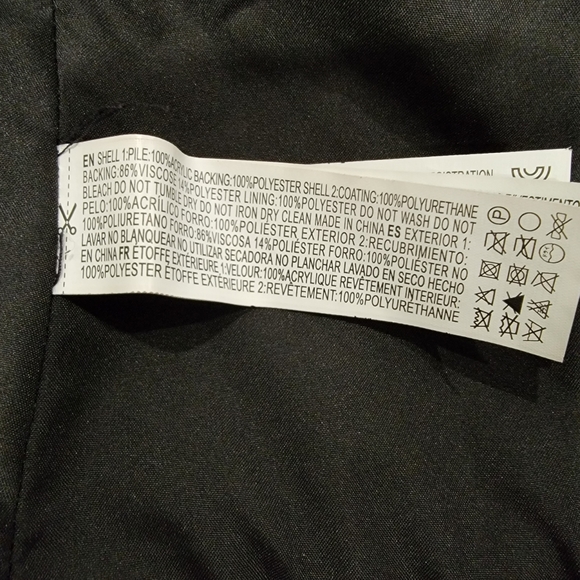 EN SHELL 1:PILE:100%ACRYLIC BACKING:100%POLYESTER SHELL 2:COATING:100%POLYURETHANE
BACKING:86%VISCOSE 14%POLYESTER LINING:100%POLYESTER DO NOT WASH DO NOT
BLEACH DO NOT TUMBLE DRY DO NOT IRON DRY CLEAN MADE IN CHINA ES EXTERIOR 1:
PELO:100%ACRÍLICO FORRO:100%POLIÉSTER EXTERIOR 2:RECUBRIMIENTO:
100%POLIURETANO FORRO:86%VISCOSA 14%POLIÉSTER FORRO:100%POLIÉSTER NO
LAVAR NO BLANQUEAR NO UTILIZAR SECADORA NO PLANCHAR LAVADO EN SECO HECHO
EN CHINA FR ÉTOFFE EXTÉRIEURE 1:VELOUR:100%ACRYLIQUE REVÊTEMENT INTERIEUR:
100%POLYESTER ÉTOFFE EXTÉRIEURE 2:REVÊTEMENT:100%POLYURÉTHANNE
P